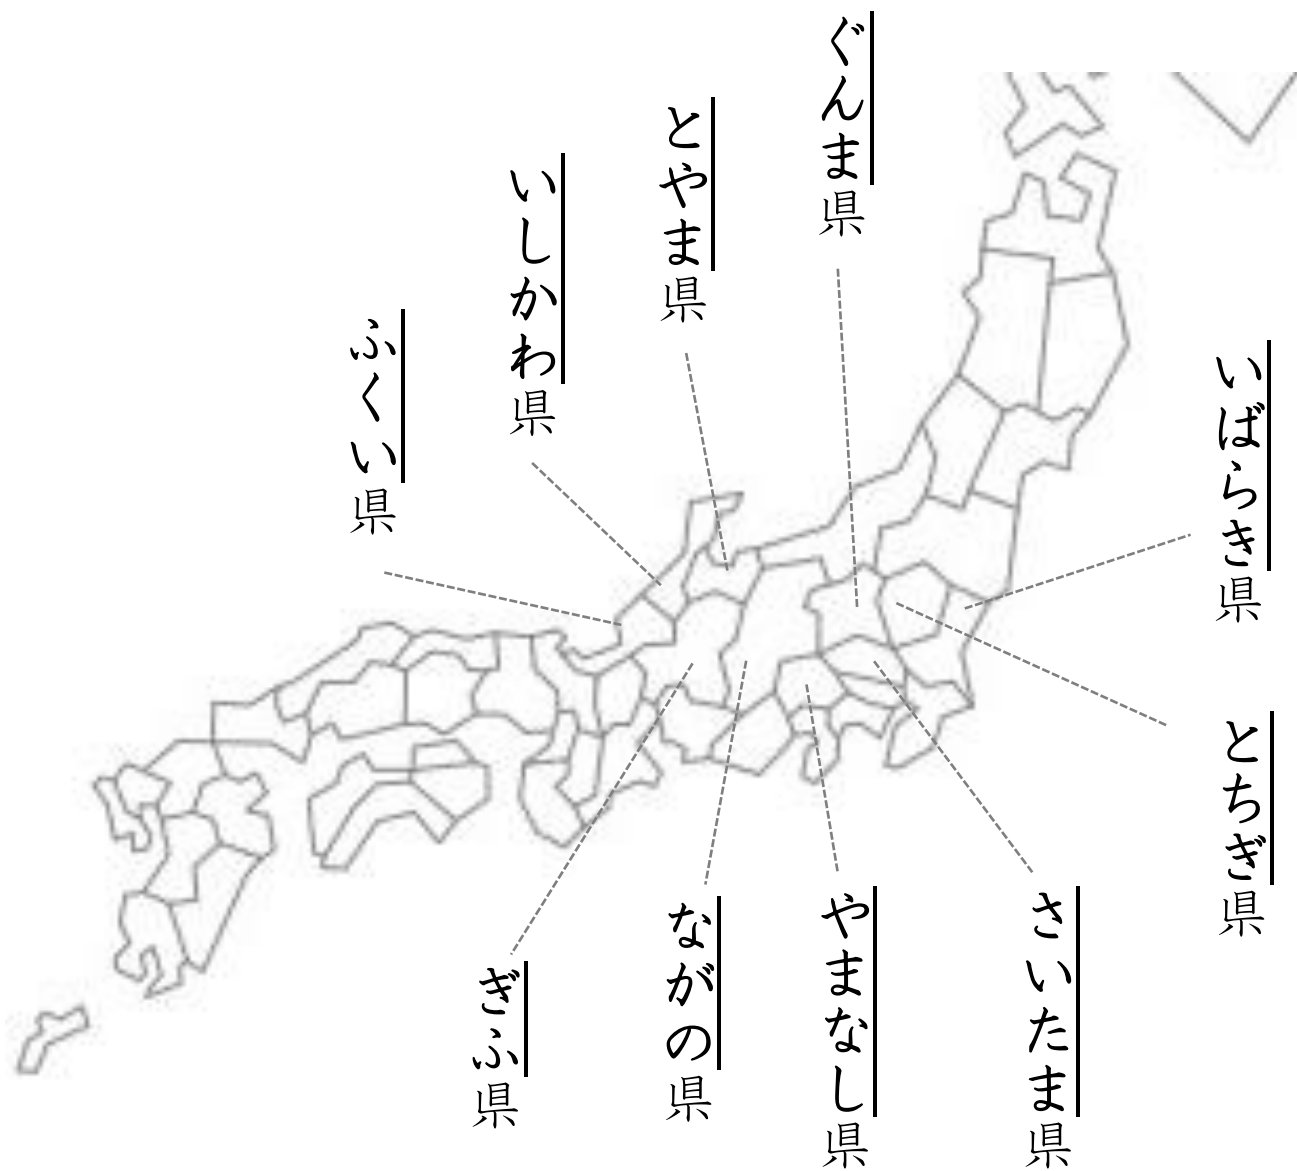 ぐんま県
とやま県
いしかわ県
ふくい県
いばらき県
とちぎ県
さいたま県
やまなし県
ながの県
ぎふ県